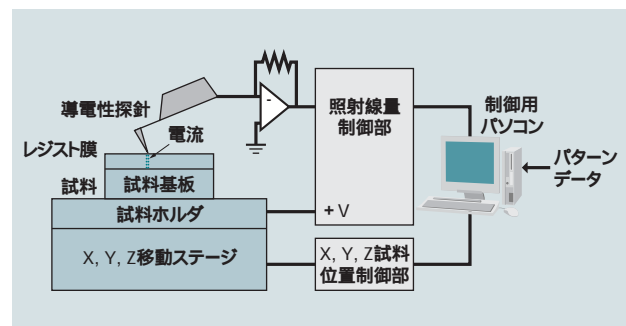 導電性探針
電流
レジスト膜
試料
試料基板
試料ホルダ
X, Y, Z移動ステージ
-
照射線量
制御部
+V
X, Y, Z試料
位置制御部
制御用
パソコン
パターン
データ